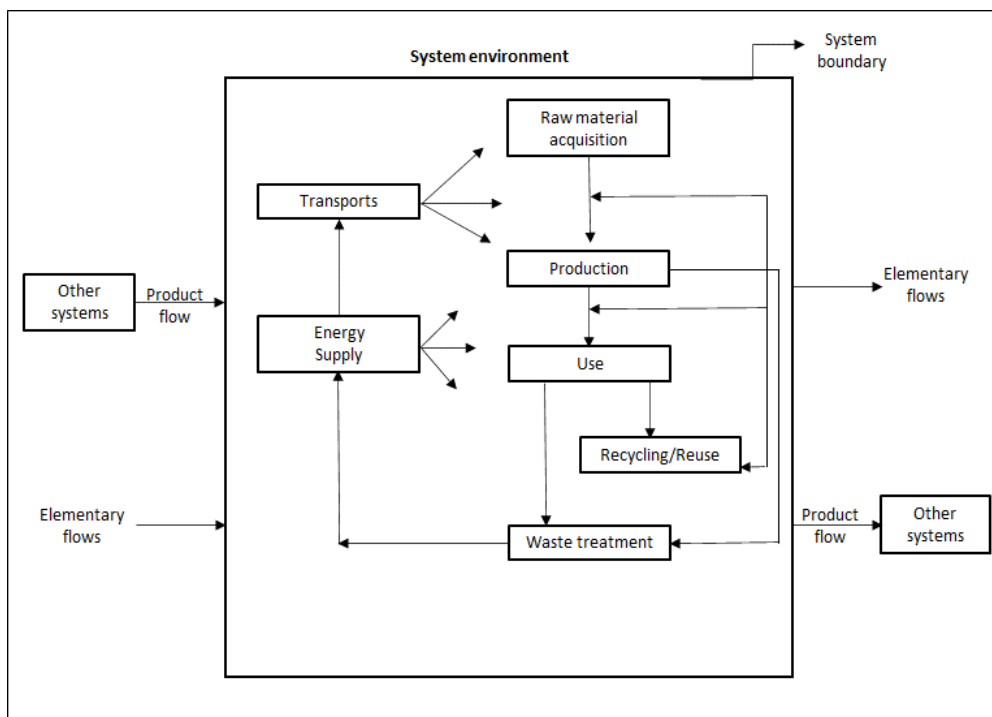 System environment
System
boundary
Raw material
acquisition
Transports
Production
Other
systems
Product
flow
Elementary
flows
Energy
Supply
Use
Recycling/Reuse
Elementary
flows
Waste treatment
Product
flow
Other
systems